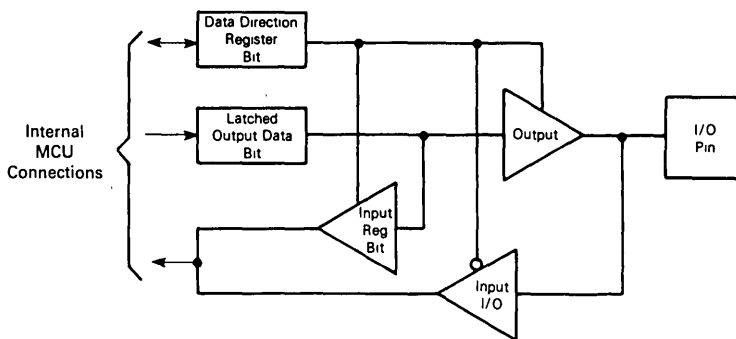 Data Direction
Register
Bit
Internal
MCU
Connections
Latched
Output Data
Bit
Output
I/O
Pin
Input
Reg
Bit
Input
I/O